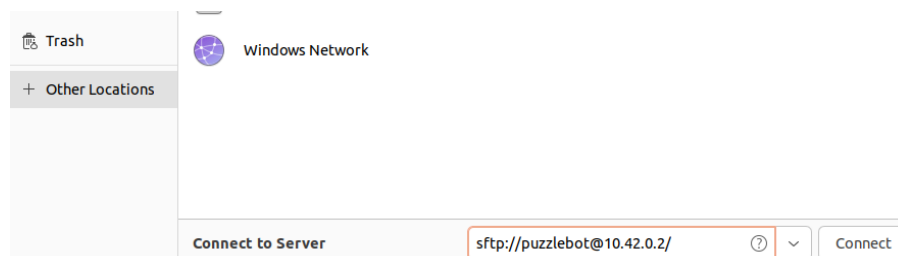 Trash
Windows Network
+ Other Locations
Connect to Server
sftp://puzzlebot@10.42.0.2/
Connect